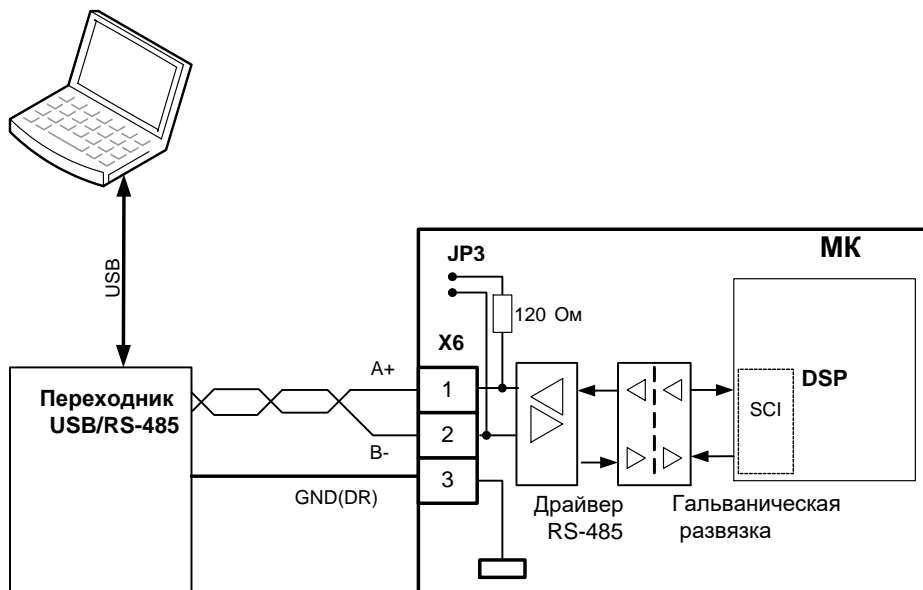 USB
МК
JP3
120 Ом
X6
A+
1
DSP
Переходник
USB/RS-485
SCI
2
B-
3
GND(DR)
Драйвер
RS-485
Гальваническая
развязка